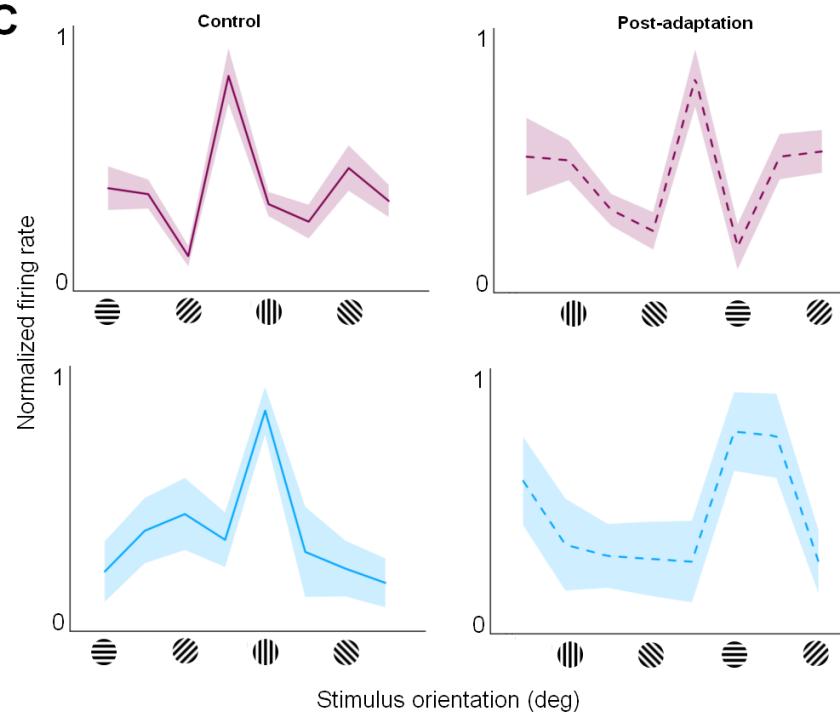 C
Control
Post-adaptation
1
1
0
0
Normalized firing rate
1
1
0
0
Stimulus orientation (deg)